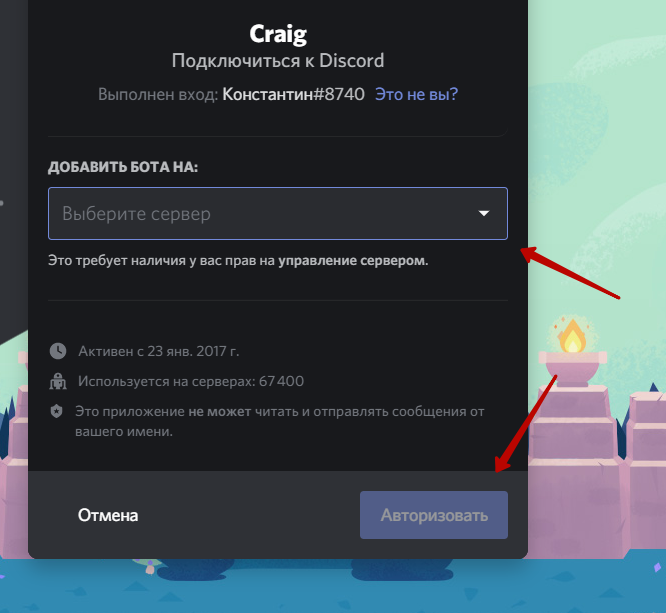 Craig
Подключиться к Discord
Выполнен вход: Константин#8740 Это не вы?
ДОБАВИТЬ БОТА НА:
Выберите сервер
Это требует наличия у вас прав на управление сервером.
Активен с 23 янв. 2017 г.
Используется на серверах: 67 400
Это приложение не может читать и отправлять сообщения от
вашего имени.
Отмена
Авторизовать